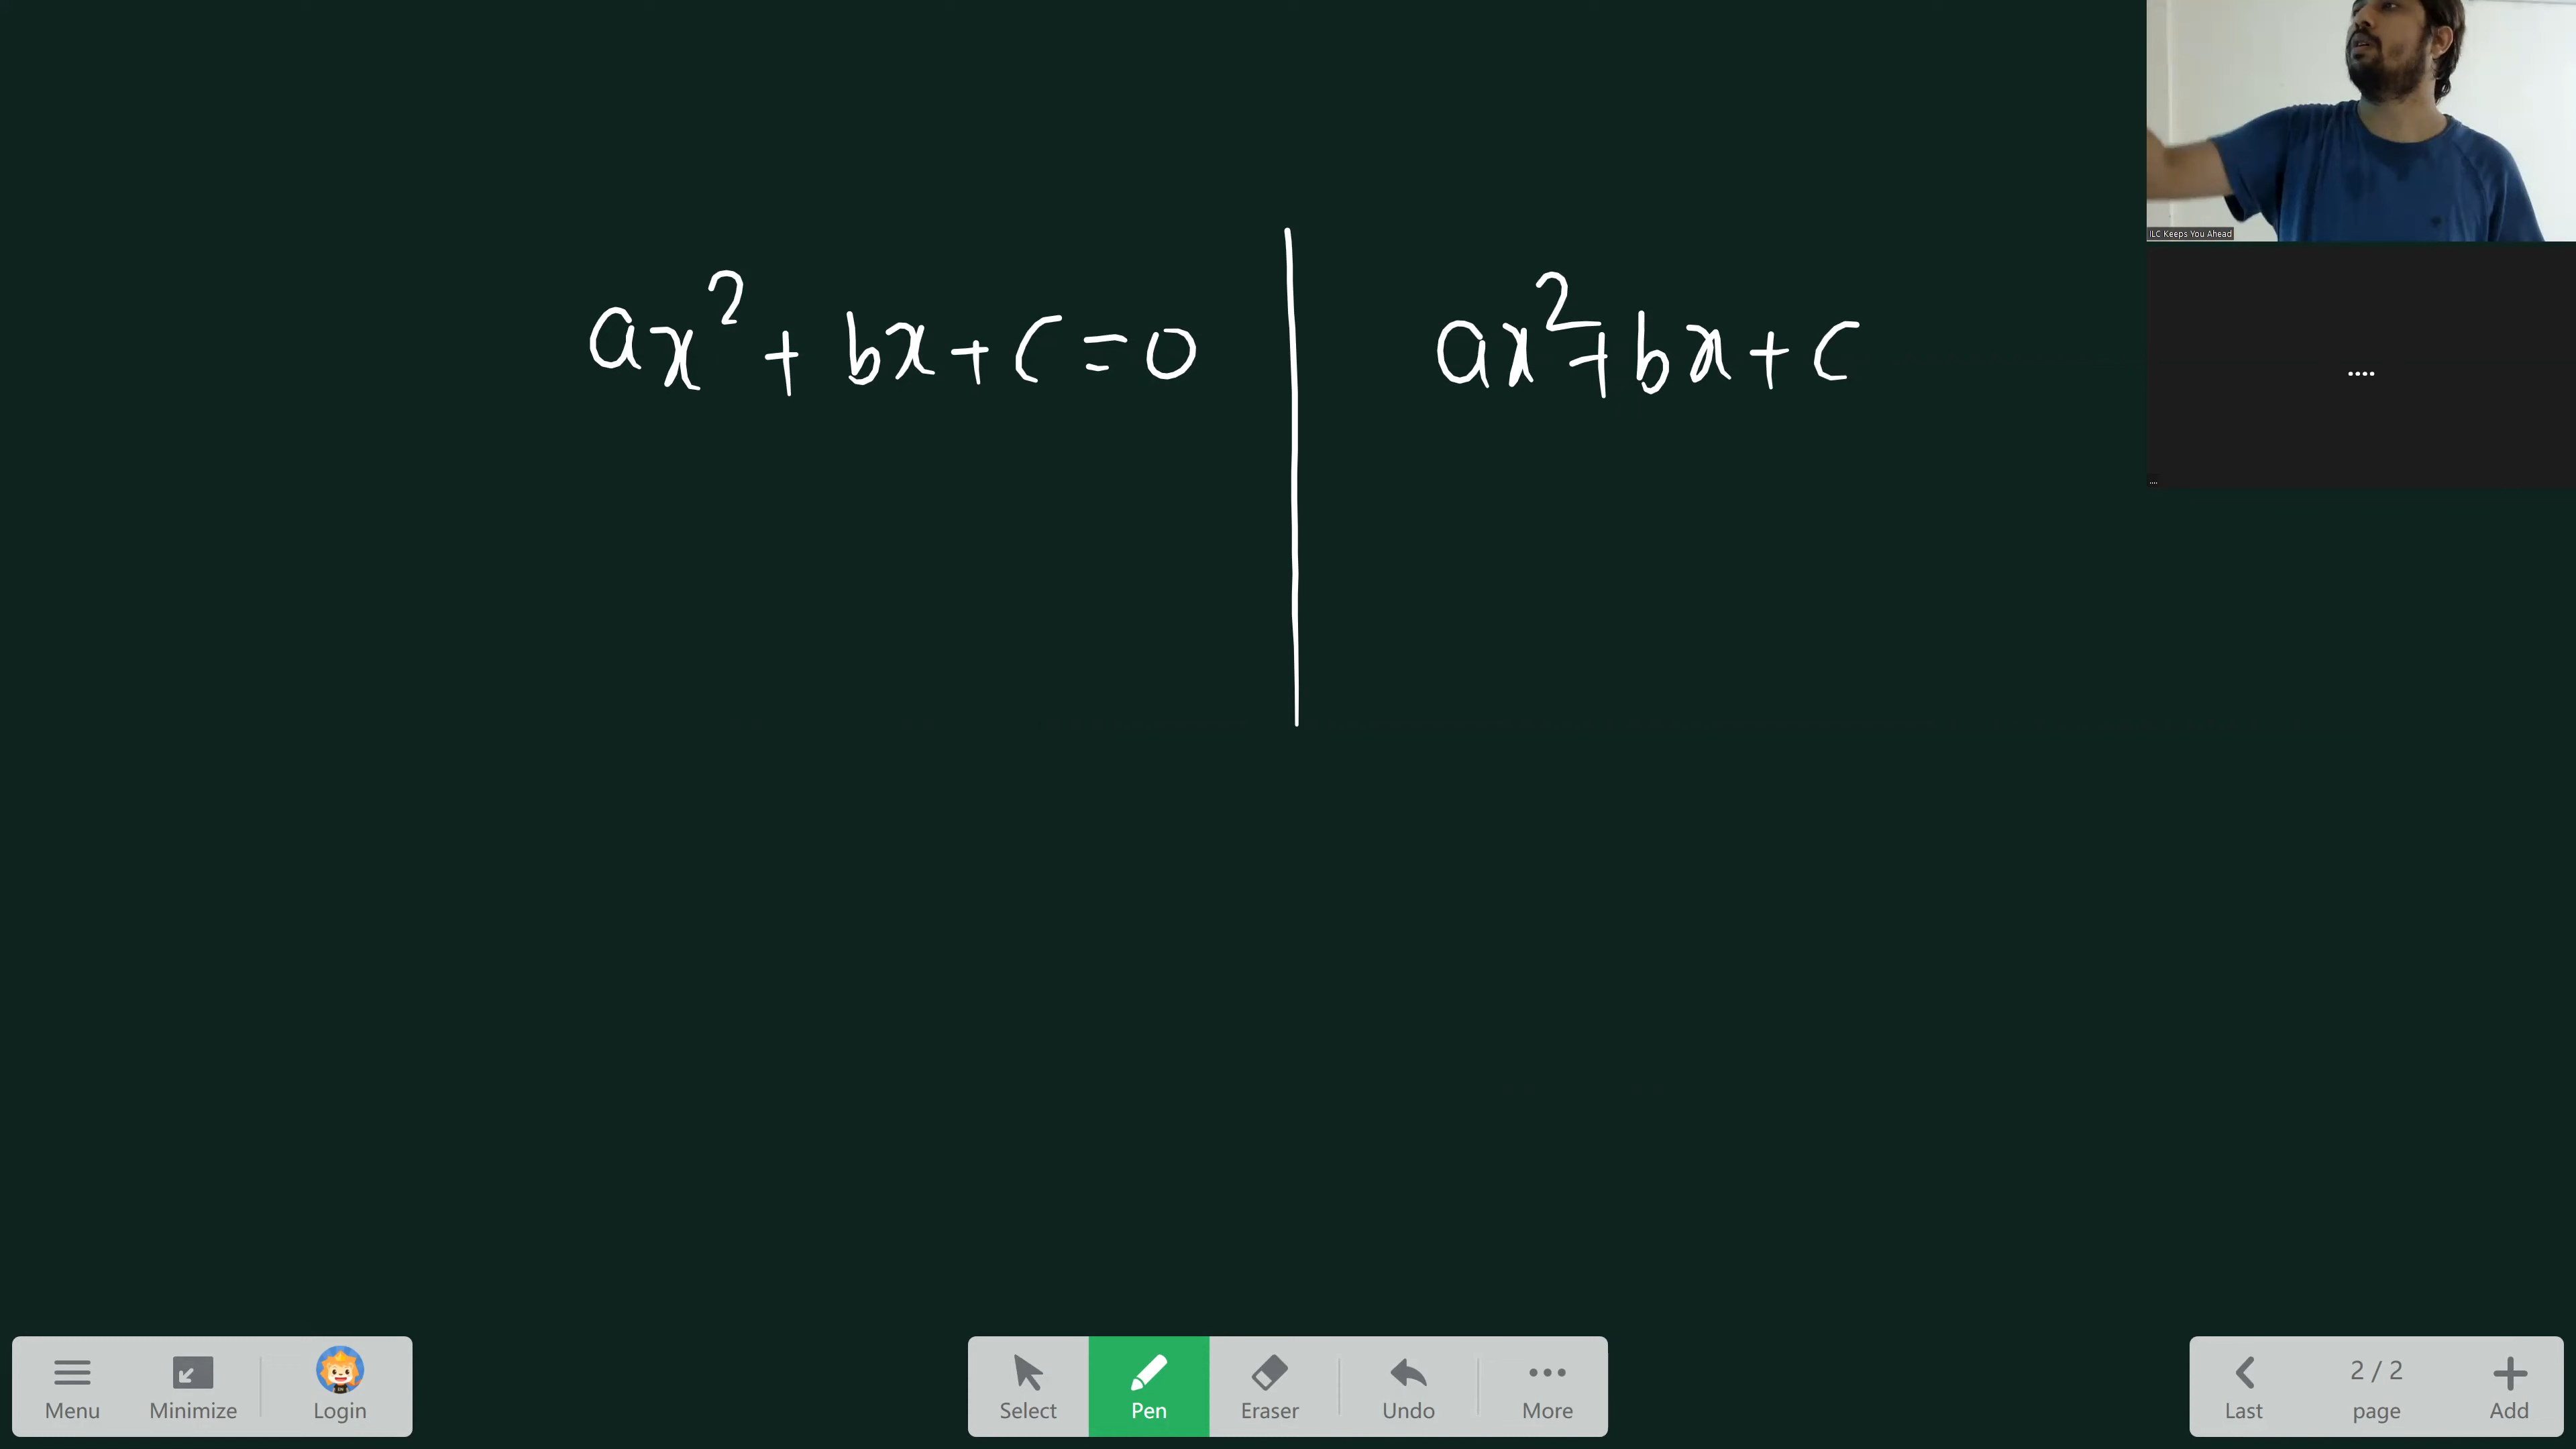 ax² + bx + c = 0
ax² + bx + c
ILC Keeps You Ahead
....
....
Menu Minimize Login
Select Pen Eraser Undo More
Last 2 / 2 page Add